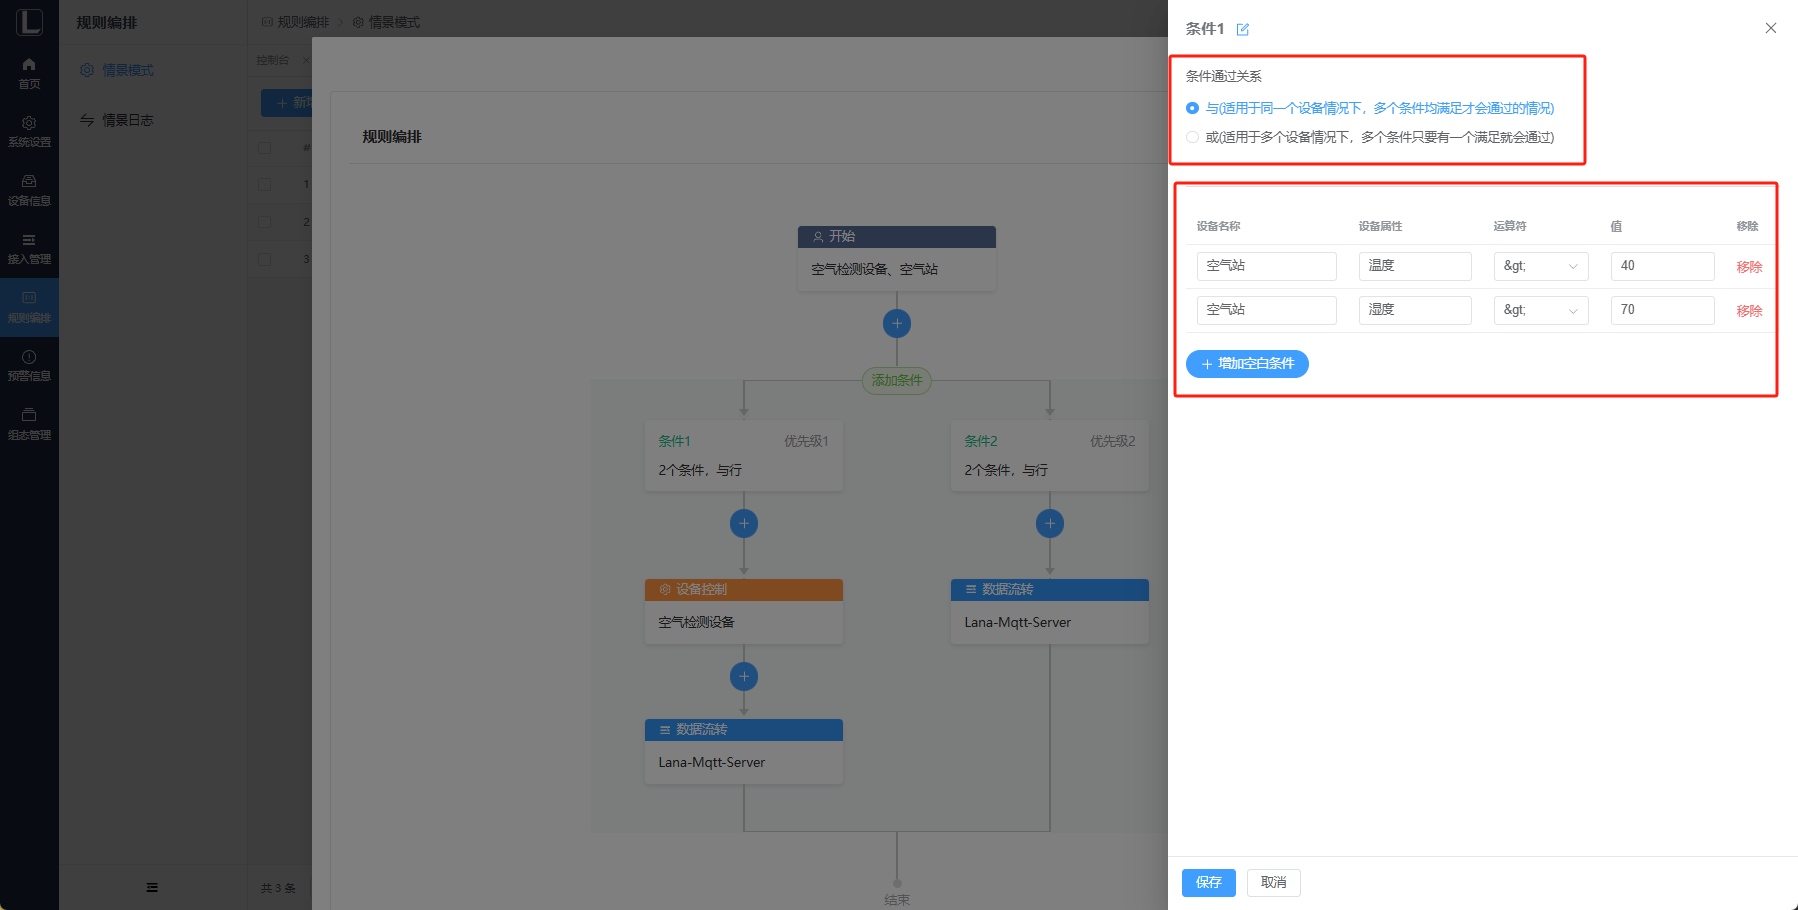 首页
系统设置
设备信息
接入管理
规则编排
预警信息
组态管理
规则编排
情景模式
情景日志
规则编排 > 情景模式
控制台 ×
+ 新增
#
1
2
3
共 3 条
规则编排
开始
空气检测设备、空气站
添加条件
条件1 优先级1
2个条件，与行
条件2 优先级2
2个条件，与行
设备控制
空气检测设备
数据流转
Lana-Mqtt-Server
数据流转
Lana-Mqtt-Server
结束
条件1
条件通过关系
与(适用于同一个设备情况下，多个条件均满足才会通过的情况)
或(适用于多个设备情况下，多个条件只要有一个满足就会通过)
设备名称 设备属性 运算符 值 移除
空气站 温度 &gt; 40 移除
空气站 湿度 &gt; 70 移除
+ 增加空白条件
保存 取消